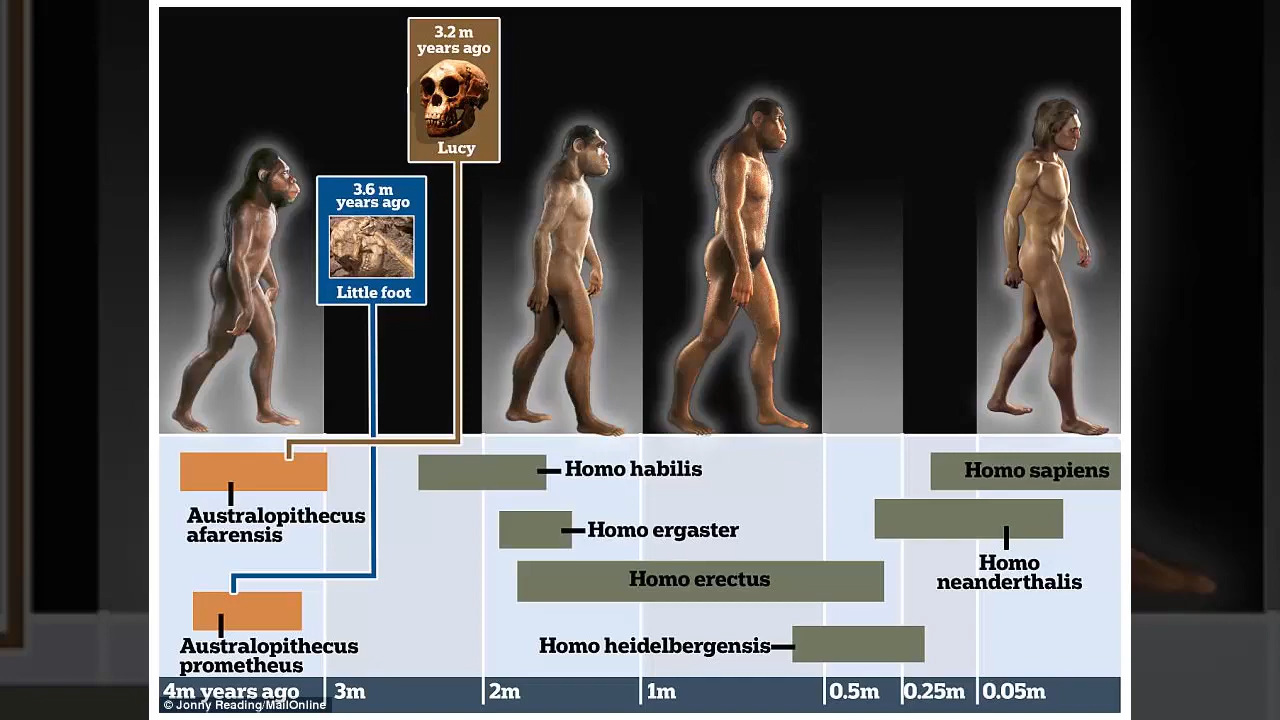 3.2 m
years ago
Lucy
3.6 m
years ago
Little foot
Homo habilis
Homo sapiens
Australopithecus
afarensis
Homo ergaster
Homo
neanderthalis
Homo erectus
Australopithecus
prometheus
Homo heidelbergensis
4m years ago
3m
2m
1m
0.5m
0.25m
0.05m
© Jonny Reading/MailOnline